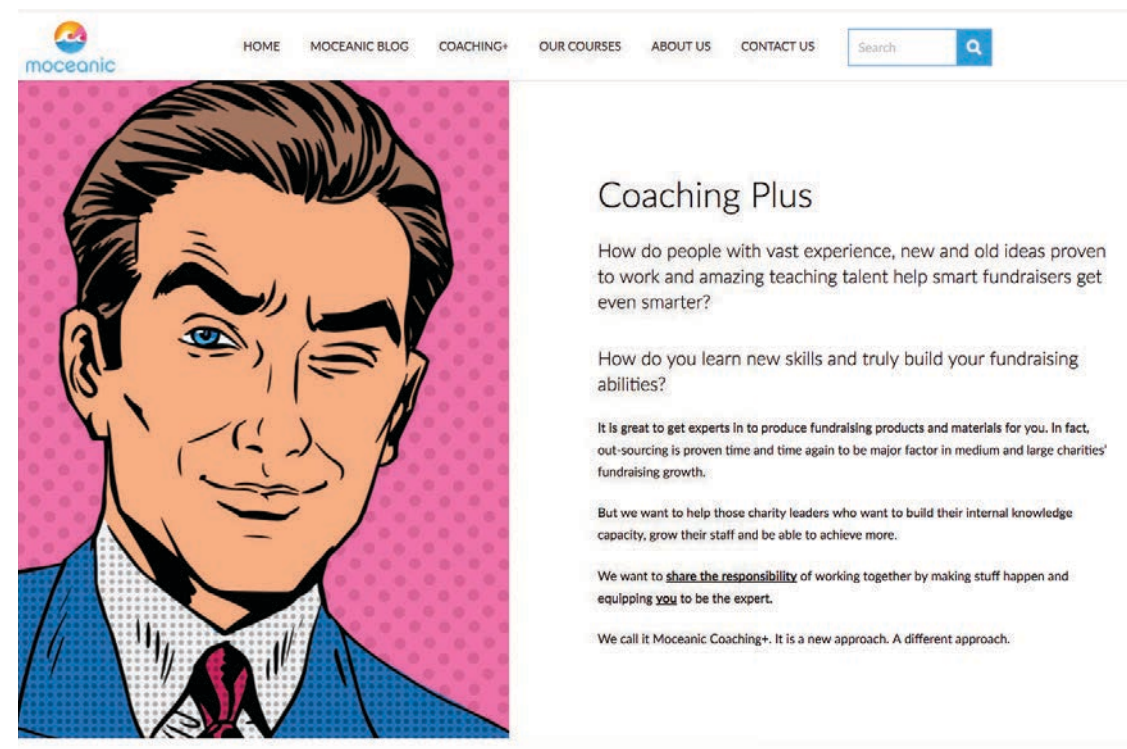 moceanic
HOME MOCEANIC BLOG COACHING+ OUR COURSES ABOUT US CONTACT US Search
Coaching Plus
How do people with vast experience, new and old ideas proven
to work and amazing teaching talent help smart fundraisers get
even smarter?
How do you learn new skills and truly build your fundraising
abilities?
It is great to get experts in to produce fundraising products and materials for you. In fact,
out-sourcing is proven time and time again to be major factor in medium and large charities'
fundraising growth.
But we want to help those charity leaders who want to build their internal knowledge
capacity, grow their staff and be able to achieve more.
We want to share the responsibility of working together by making stuff happen and
equipping you to be the expert.
We call it Moceanic Coaching+. It is a new approach. A different approach.